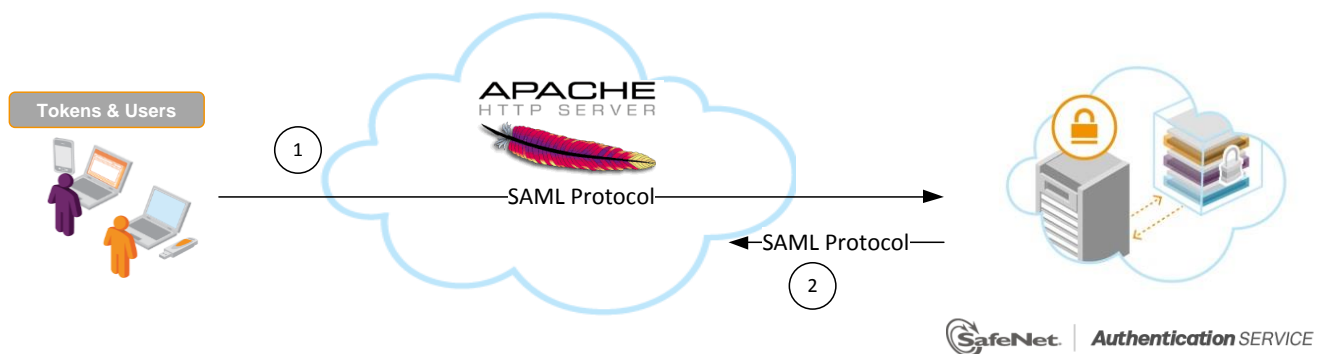 Tokens & Users
1
APACHE
HTTP SERVER
SAML Protocol
SAML Protocol
2
SafeNet. Authentication SERVICE